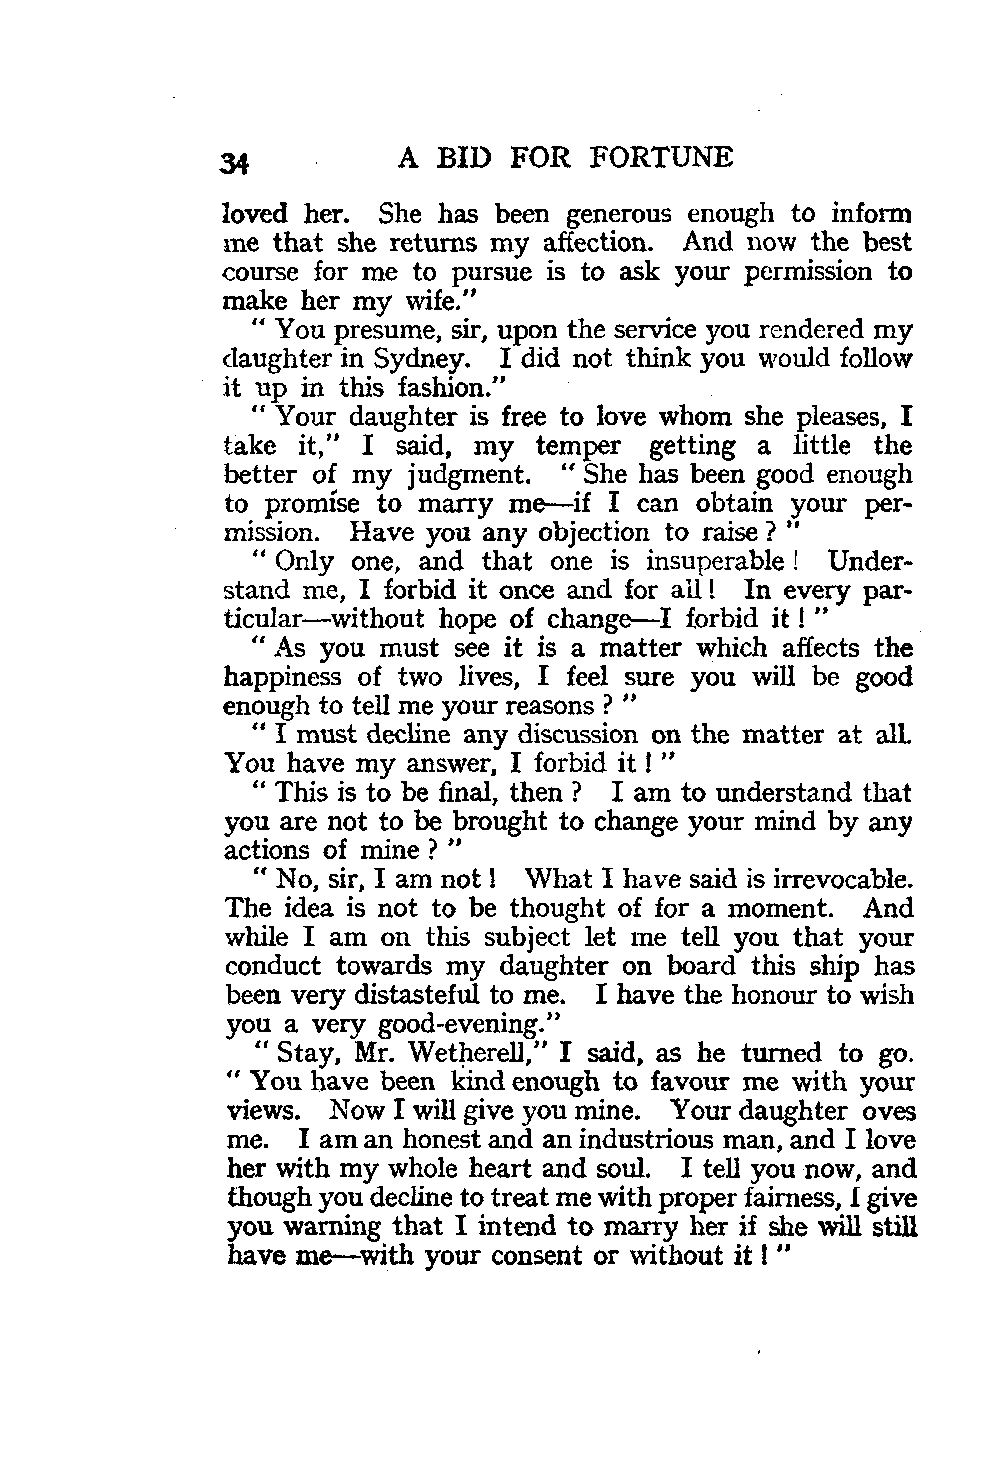 34 A BID FOR FORTUNE
loved her. She has been generous enough to inform
me that she returns my affection. And now the best
course for me to pursue is to ask your permission to
make her my wife."
" You presume, sir, upon the service you rendered my
daughter in Sydney. I did not think you would follow
it up in this fashion."
" Your daughter is free to love whom she pleases, I
take it," I said, my temper getting a little the
better of my judgment. " She has been good enough
to promise to marry me—if I can obtain your per-
mission. Have you any objection to raise ? "
" Only one, and that one is insuperable ! Under-
stand me, I forbid it once and for all ! In every par-
ticular—without hope of change—I forbid it ! "
" As you must see it is a matter which affects the
happiness of two lives, I feel sure you will be good
enough to tell me your reasons ? "
" I must decline any discussion on the matter at all.
You have my answer, I forbid it ! "
" This is to be final, then ? I am to understand that
you are not to be brought to change your mind by any
actions of mine ? "
" No, sir, I am not ! What I have said is irrevocable.
The idea is not to be thought of for a moment. And
while I am on this subject let me tell you that your
conduct towards my daughter on board this ship has
been very distasteful to me. I have the honour to wish
you a very good-evening."
" Stay, Mr. Wetherell," I said, as he turned to go.
" You have been kind enough to favour me with your
views. Now I will give you mine. Your daughter oves
me. I am an honest and an industrious man, and I love
her with my whole heart and soul. I tell you now, and
though you decline to treat me with proper fairness, I give
you warning that I intend to marry her if she will still
have me—with your consent or without it ! "